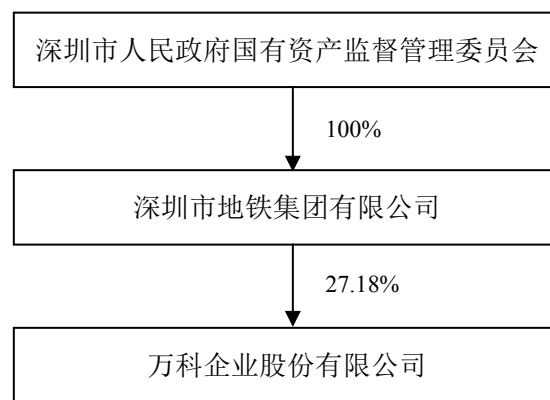 深圳市人民政府国有资产监督管理委员会
100%
深圳市地铁集团有限公司
27.18%
万科企业股份有限公司